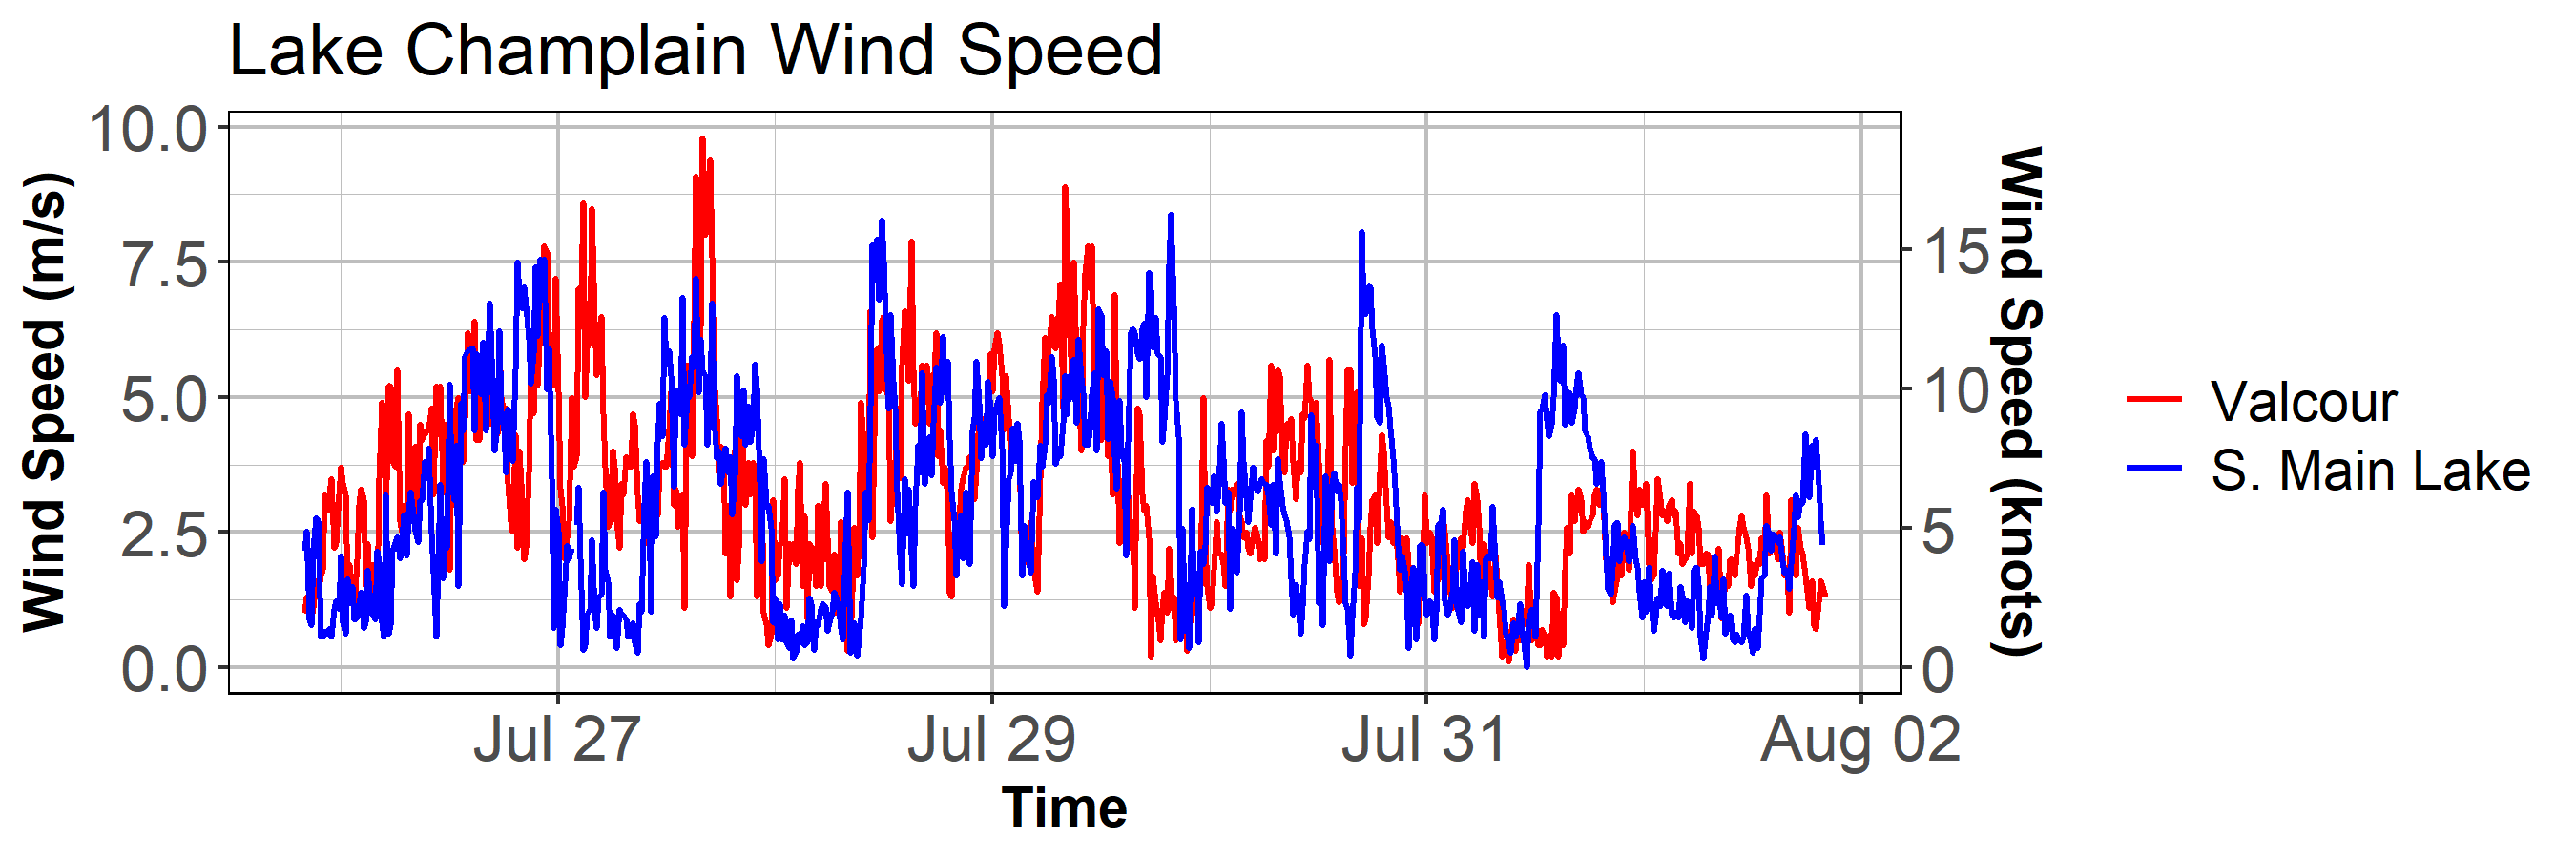 Lake Champlain Wind Speed
Wind Speed (m/s)
10.0
7.5
5.0
2.5
0.0
Jul 27
Jul 29
Jul 31
Aug 02
Time
15
10
5
0
Wind Speed (knots)
Valcour
S. Main Lake